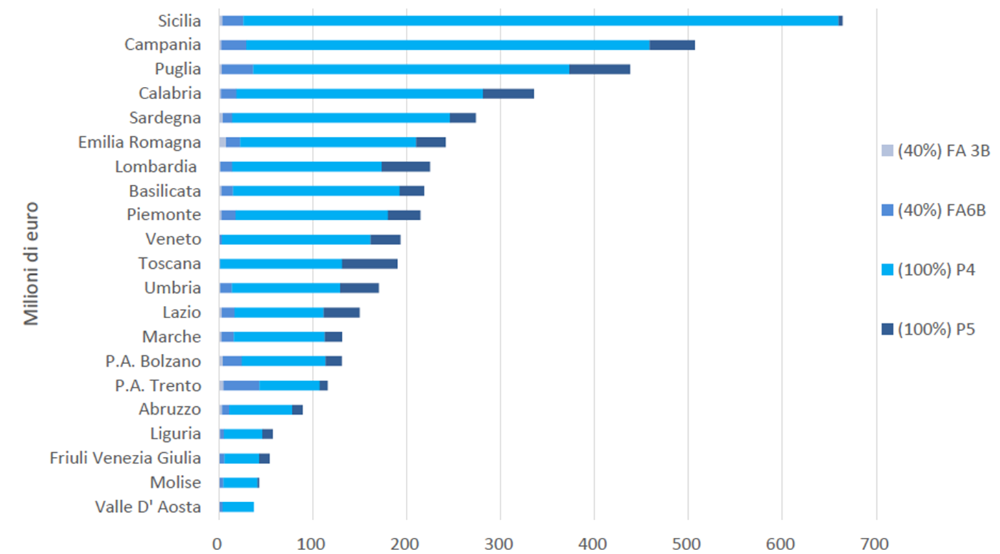 Sicilia
Campania
Puglia
Calabria
Sardegna
Emilia Romagna
Lombardia
Basilicata
Piemonte
Veneto
Toscana
Umbria
Lazio
Marche
P.A. Bolzano
P.A. Trento
Abruzzo
Liguria
Friuli Venezia Giulia
Molise
Valle D' Aosta
Milioni di euro
0 100 200 300 400 500 600 700
(40%) FA 3B
(40%) FA6B
(100%) P4
(100%) P5